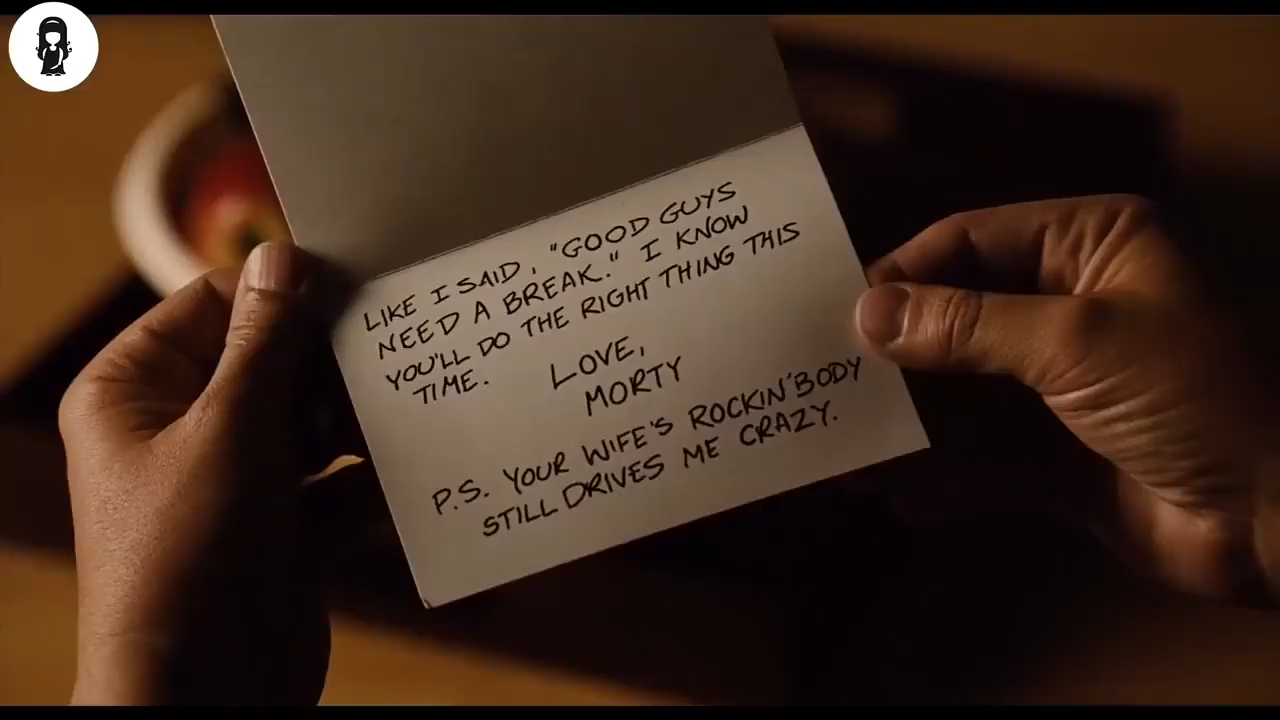 LIKE I SAID, "GOOD GUYS
NEED A BREAK." I KNOW
YOU'LL DO THE RIGHT THING THIS
TIME.
LOVE,
MORTY
P.S. YOUR WIFE'S ROCKIN' BODY
STILL DRIVES ME CRAZY.